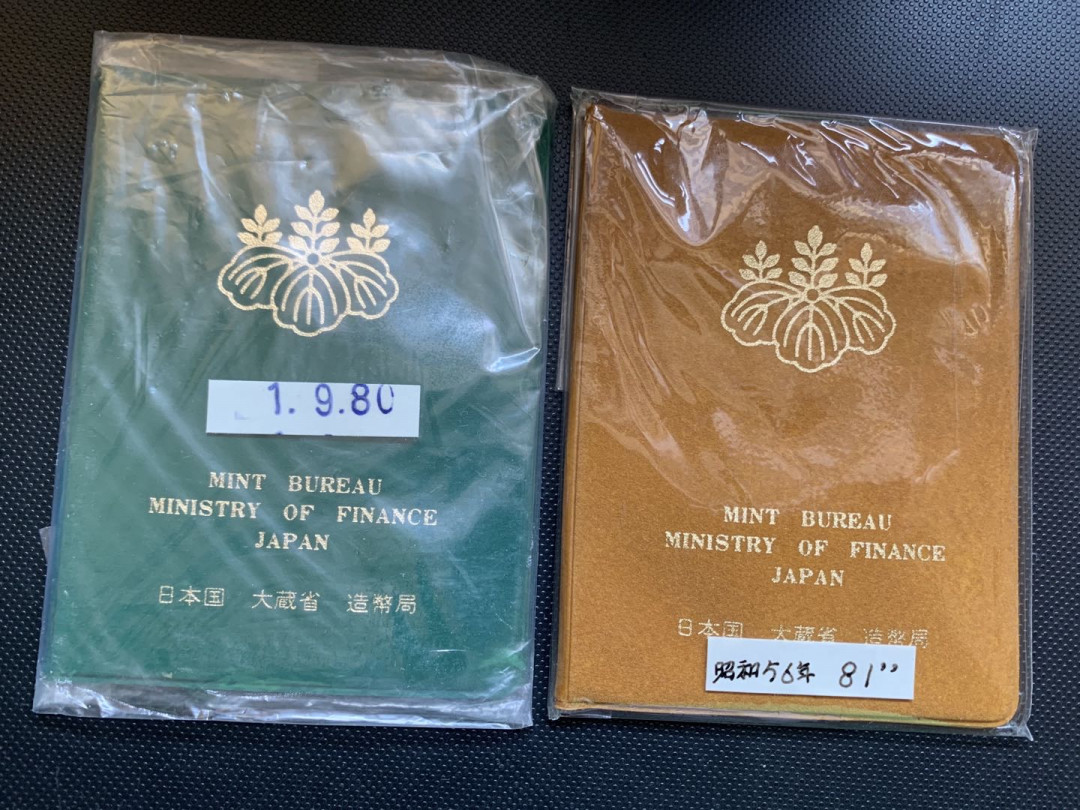 1.9.80
MINT BUREAU
MINISTRY OF FINANCE
JAPAN
日本国 大蔵省 造幣局
MINT BUREAU
MINISTRY OF FINANCE
JAPAN
日本国 大蔵省 造幣局
昭和56年 81''